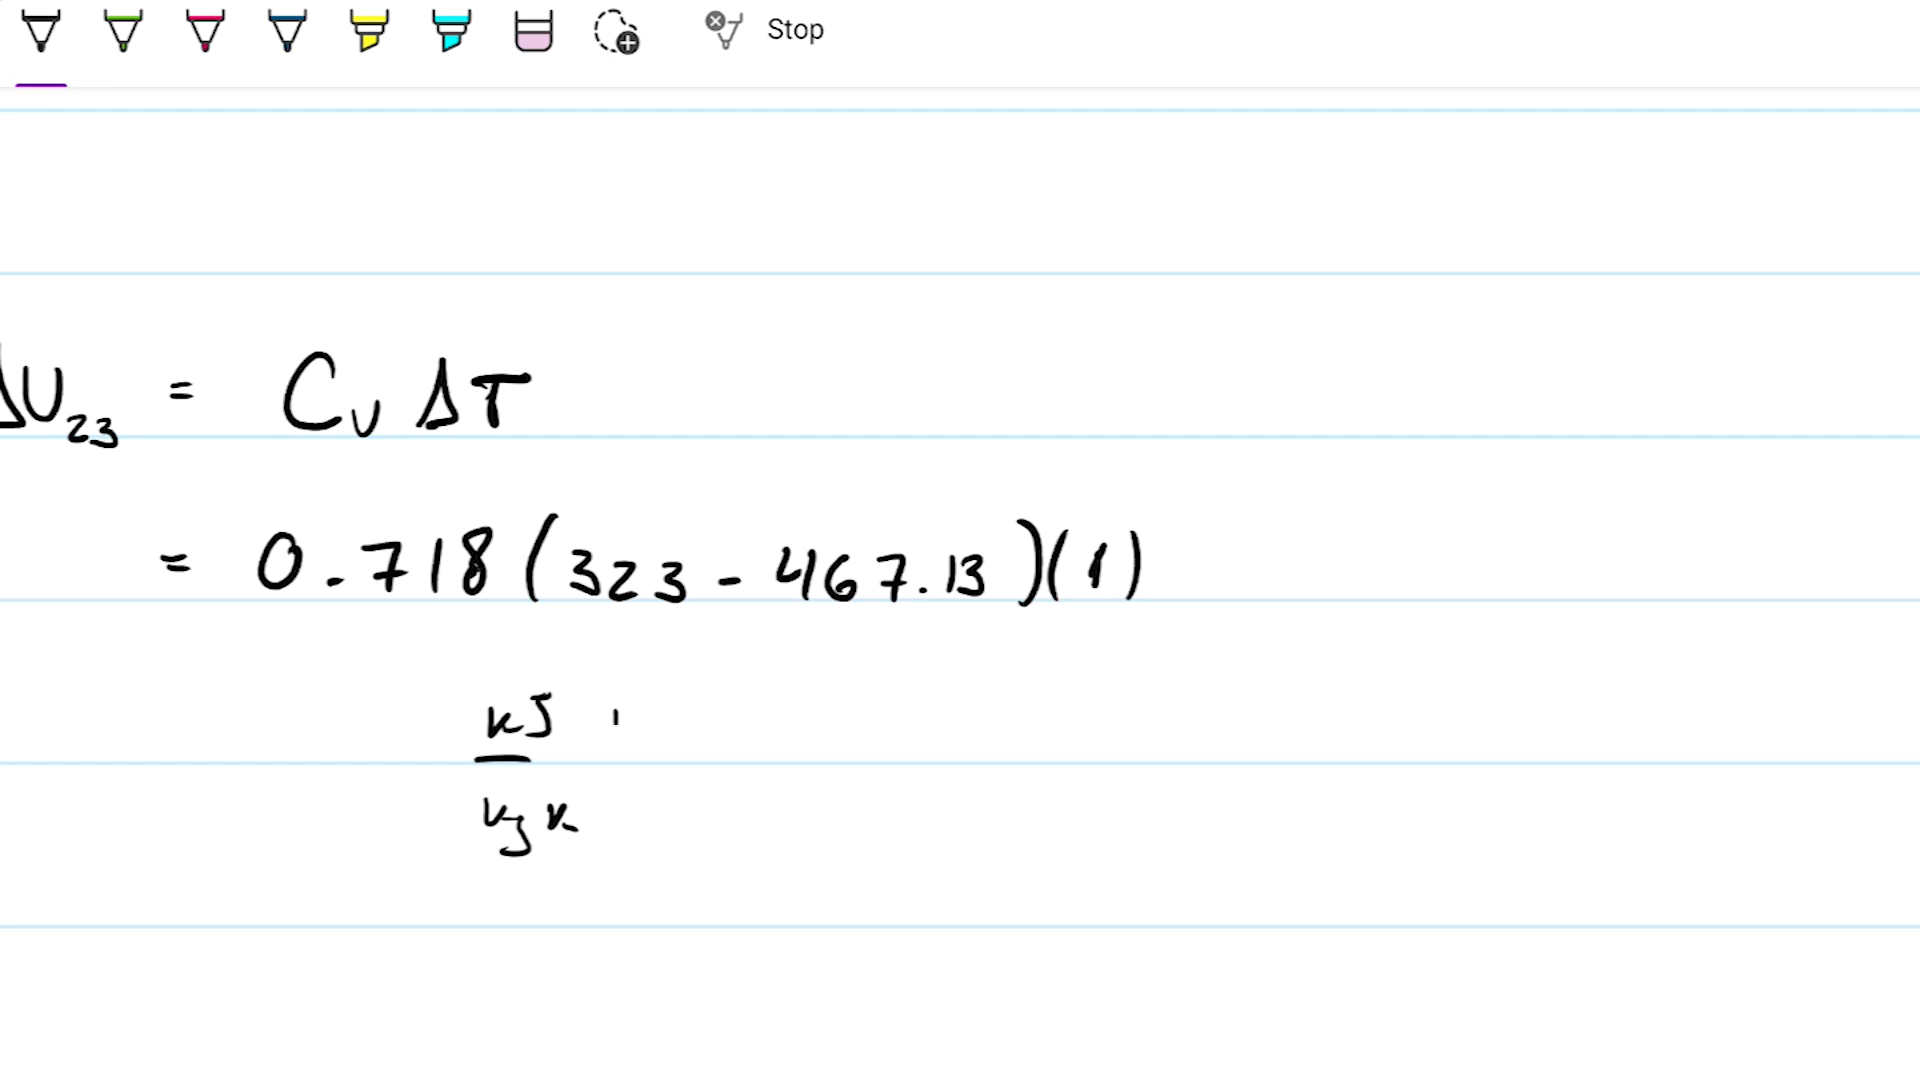 Stop
ΔU₂₃ = Cᵥ ΔT
= 0.718 (323 - 467.13)(1)
kJ
kg K